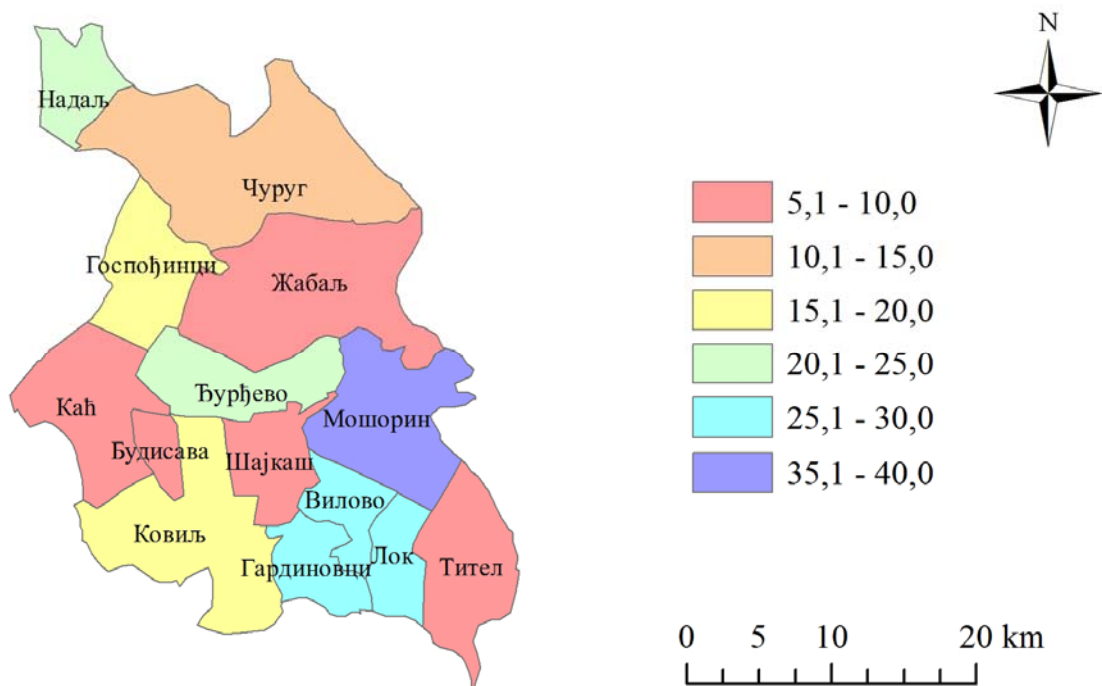 N
Надаљ
Чуруг
Госпођинци
Жабаљ
Ђурђево
Каћ
Мошорин
Будисава
Шајкаш
Вилово
Ковиљ
Лок
Гардиновци
Тител
5,1 - 10,0
10,1 - 15,0
15,1 - 20,0
20,1 - 25,0
25,1 - 30,0
35,1 - 40,0
0 5 10 20 km